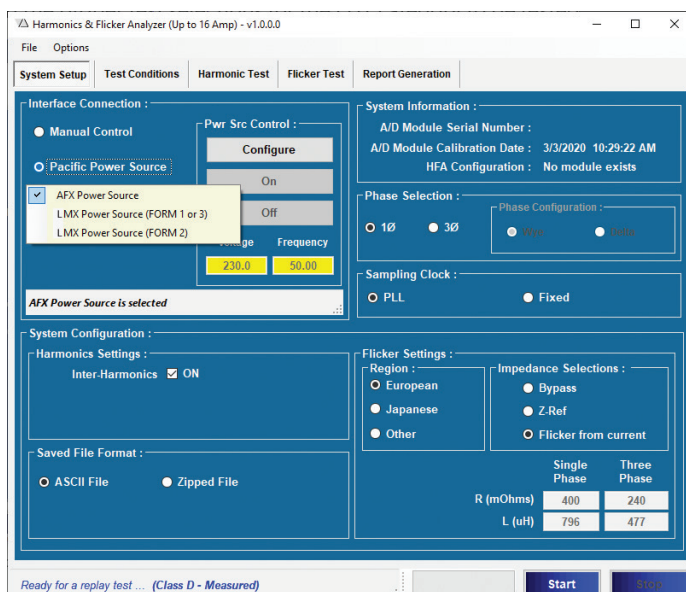 Harmonics & Flicker Analyzer (Up to 16 Amp) - v1.0.0.0
File Options
System Setup Test Conditions Harmonic Test Flicker Test Report Generation
Interface Connection :
Manual Control
Pacific Power Source
AFX Power Source
LMX Power Source (FORM 1 or 3)
LMX Power Source (FORM 2)
Pwr Src Control :
Configure
On
Off
Voltage Frequency
230.0 50.00
AFX Power Source is selected
System Information :
A/D Module Serial Number :
A/D Module Calibration Date : 3/3/2020 10:29:22 AM
HFA Configuration : No module exists
Phase Selection :
1Ø 3Ø
Phase Configuration :
Wye Delta
Sampling Clock :
PLL Fixed
System Configuration :
Harmonics Settings :
Inter-Harmonics ON
Saved File Format :
ASCII File Zipped File
Flicker Settings :
Region :
European
Japanese
Other
Impedance Selections :
Bypass
Z-Ref
Flicker from current
Single Phase Three Phase
R (mOhms) 400 240
L (uH) 796 477
Ready for a replay test ... (Class D - Measured)
Start Stop